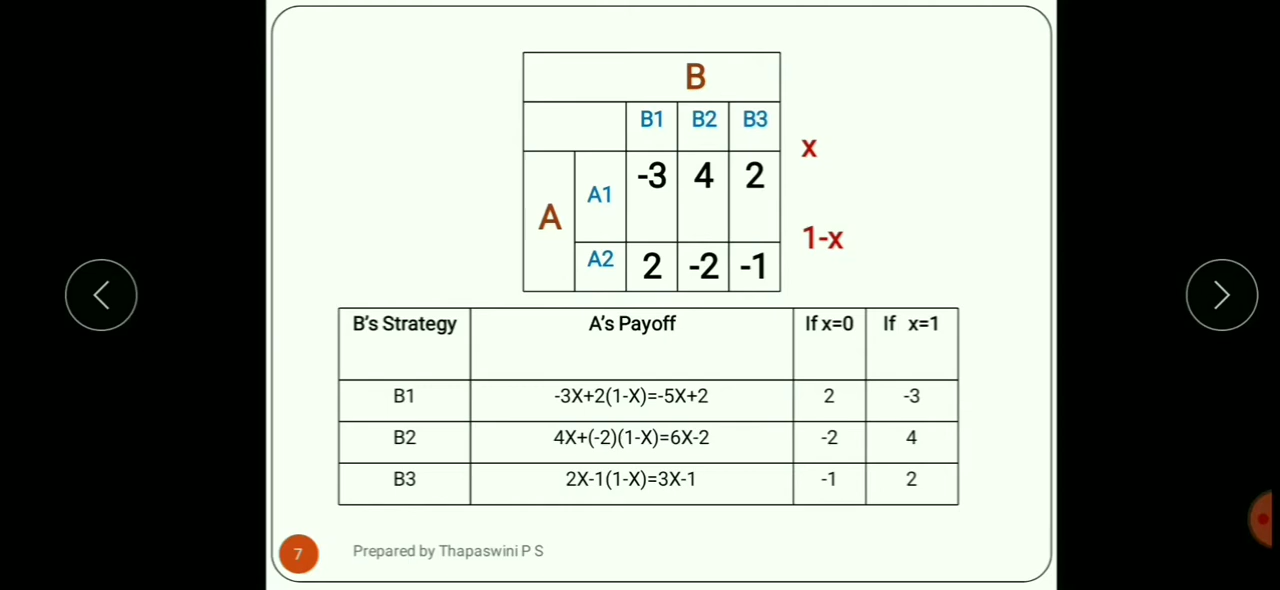 B
B1 B2 B3
x
A A1 -3 4 2
1-x
A2 2 -2 -1
B's Strategy A's Payoff If x=0 If x=1
B1 -3X+2(1-X)=-5X+2 2 -3
B2 4X+(-2)(1-X)=6X-2 -2 4
B3 2X-1(1-X)=3X-1 -1 2
7 Prepared by Thapaswini P S